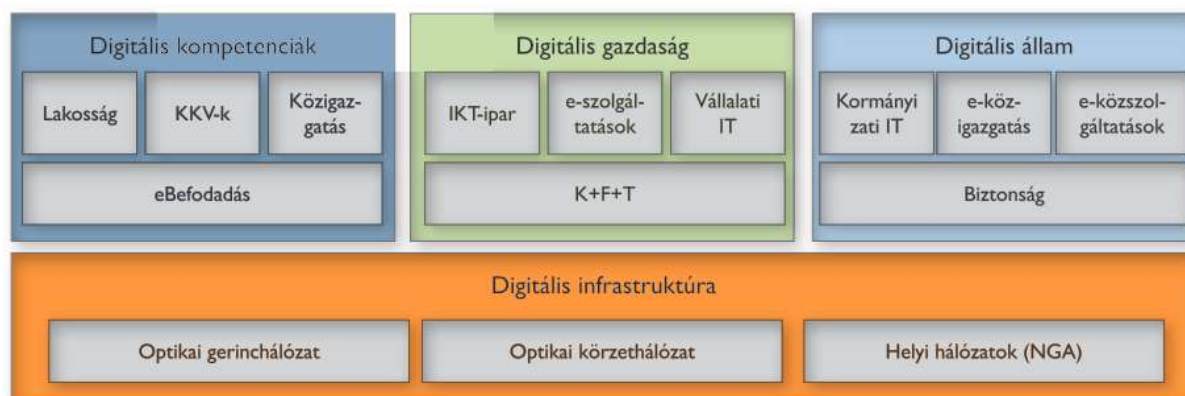 Digitális kompetenciák
Lakosság
KKV-k
Közigaz-
gatás
eBefodadás
Digitális gazdaság
IKT-ipar
e-szolgál-
tatások
Vállalati
IT
K+F+T
Digitális állam
Kormányi
zati IT
e-köz-
igazgatás
e-közszol-
gáltatások
Biztonság
Digitális infrastruktúra
Optikai gerinchálózat
Optikai körzethálózat
Helyi hálózatok (NGA)